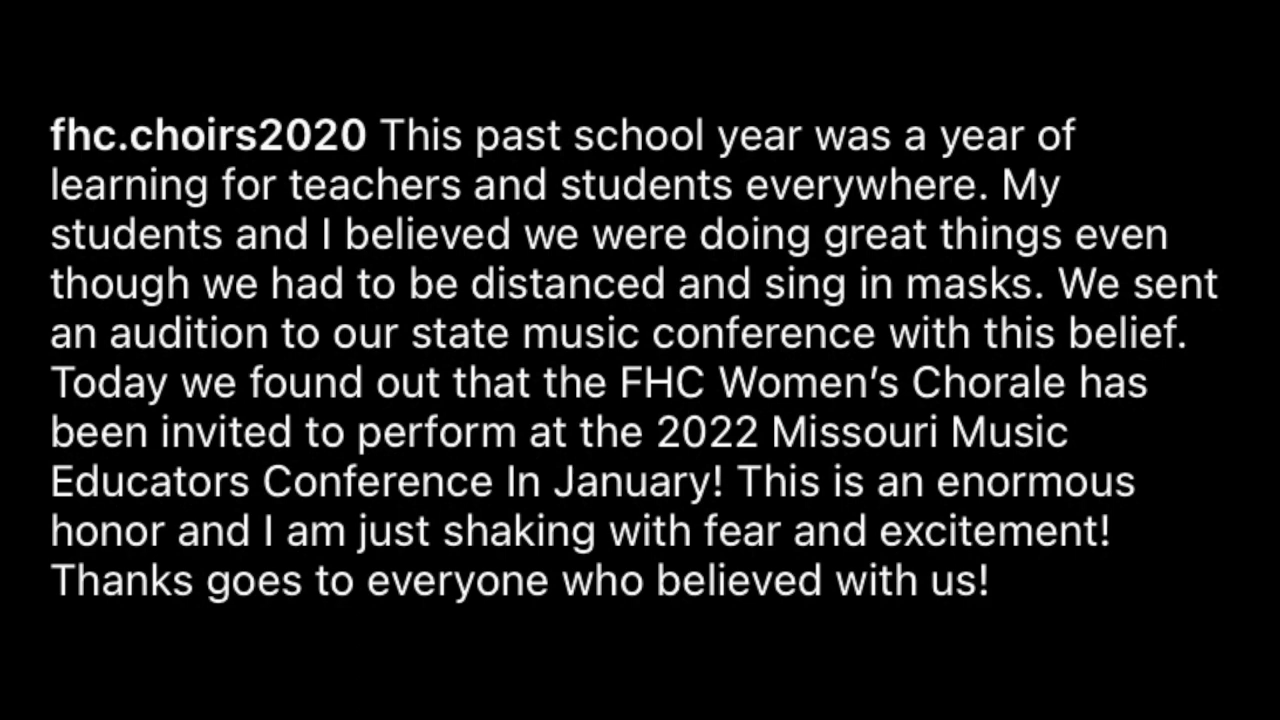 fhc.choirs2020 This past school year was a year of
learning for teachers and students everywhere. My
students and I believed we were doing great things even
though we had to be distanced and sing in masks. We sent
an audition to our state music conference with this belief.
Today we found out that the FHC Women’s Chorale has
been invited to perform at the 2022 Missouri Music
Educators Conference In January! This is an enormous
honor and I am just shaking with fear and excitement!
Thanks goes to everyone who believed with us!